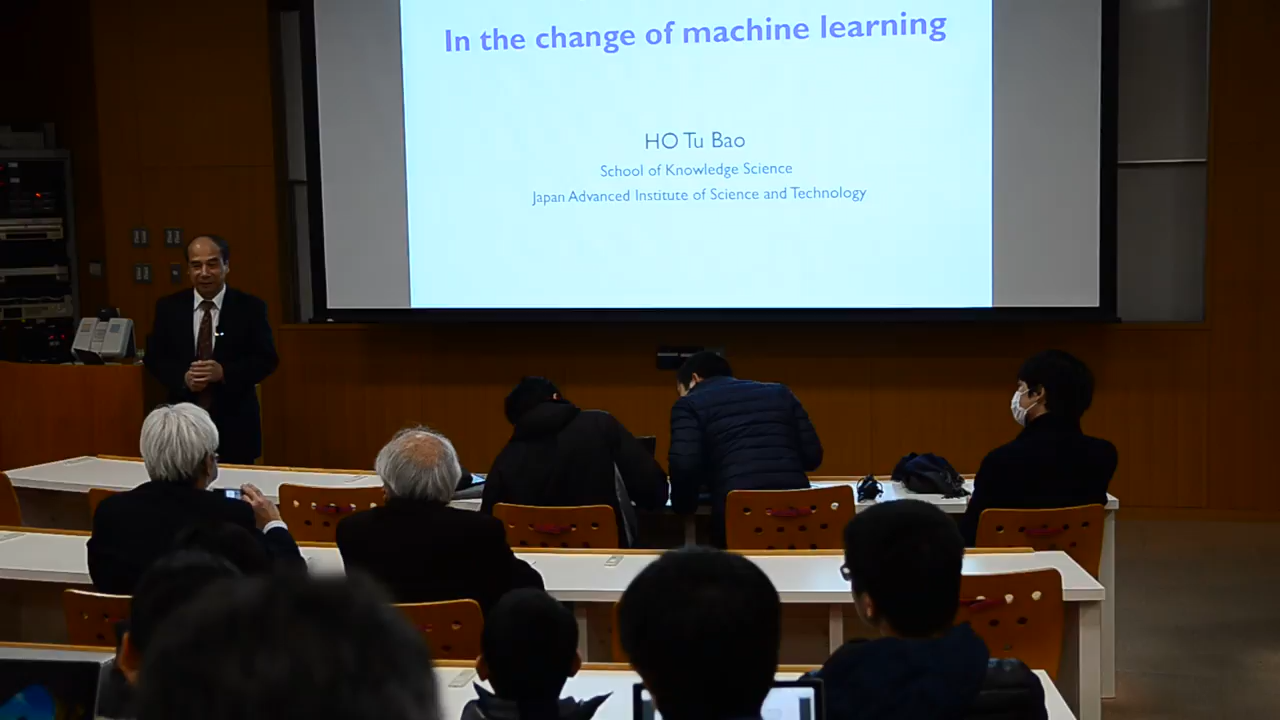 In the change of machine learning
HO Tu Bao
School of Knowledge Science
Japan Advanced Institute of Science and Technology